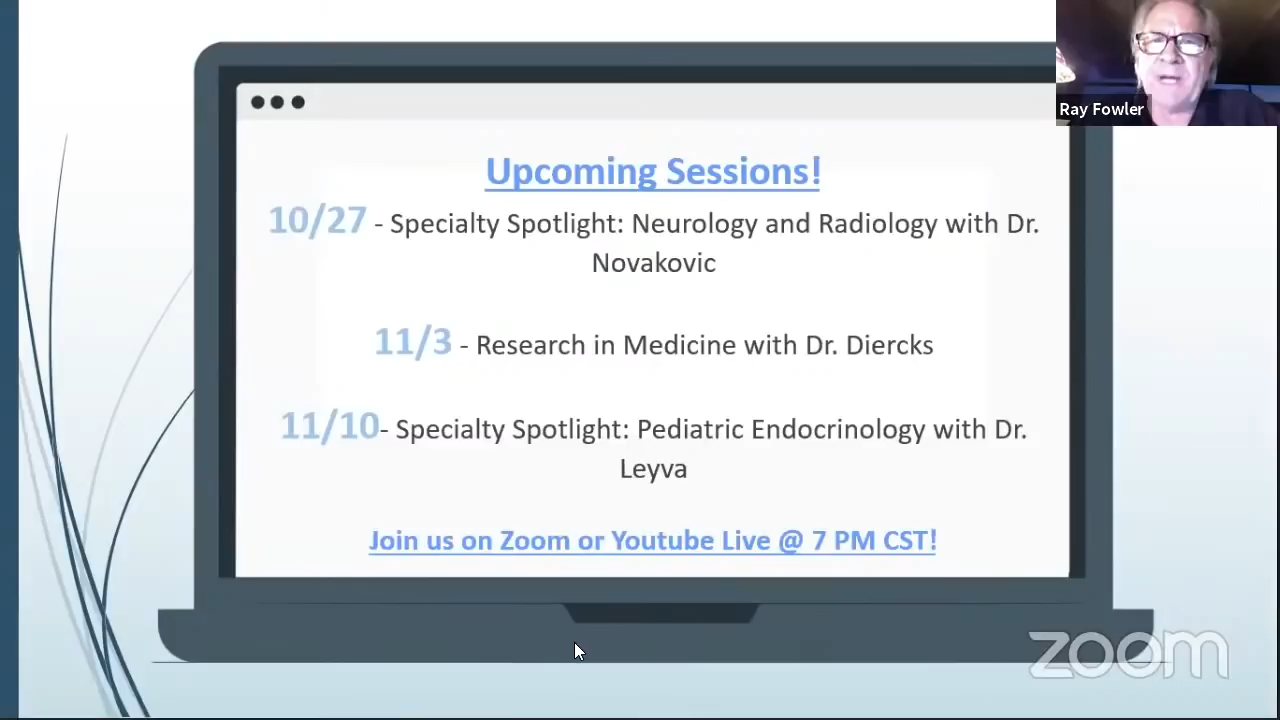 Ray Fowler
Upcoming Sessions!
10/27 - Specialty Spotlight: Neurology and Radiology with Dr.
Novakovic
11/3 - Research in Medicine with Dr. Diercks
11/10- Specialty Spotlight: Pediatric Endocrinology with Dr.
Leyva
Join us on Zoom or Youtube Live @ 7 PM CST!
zoom